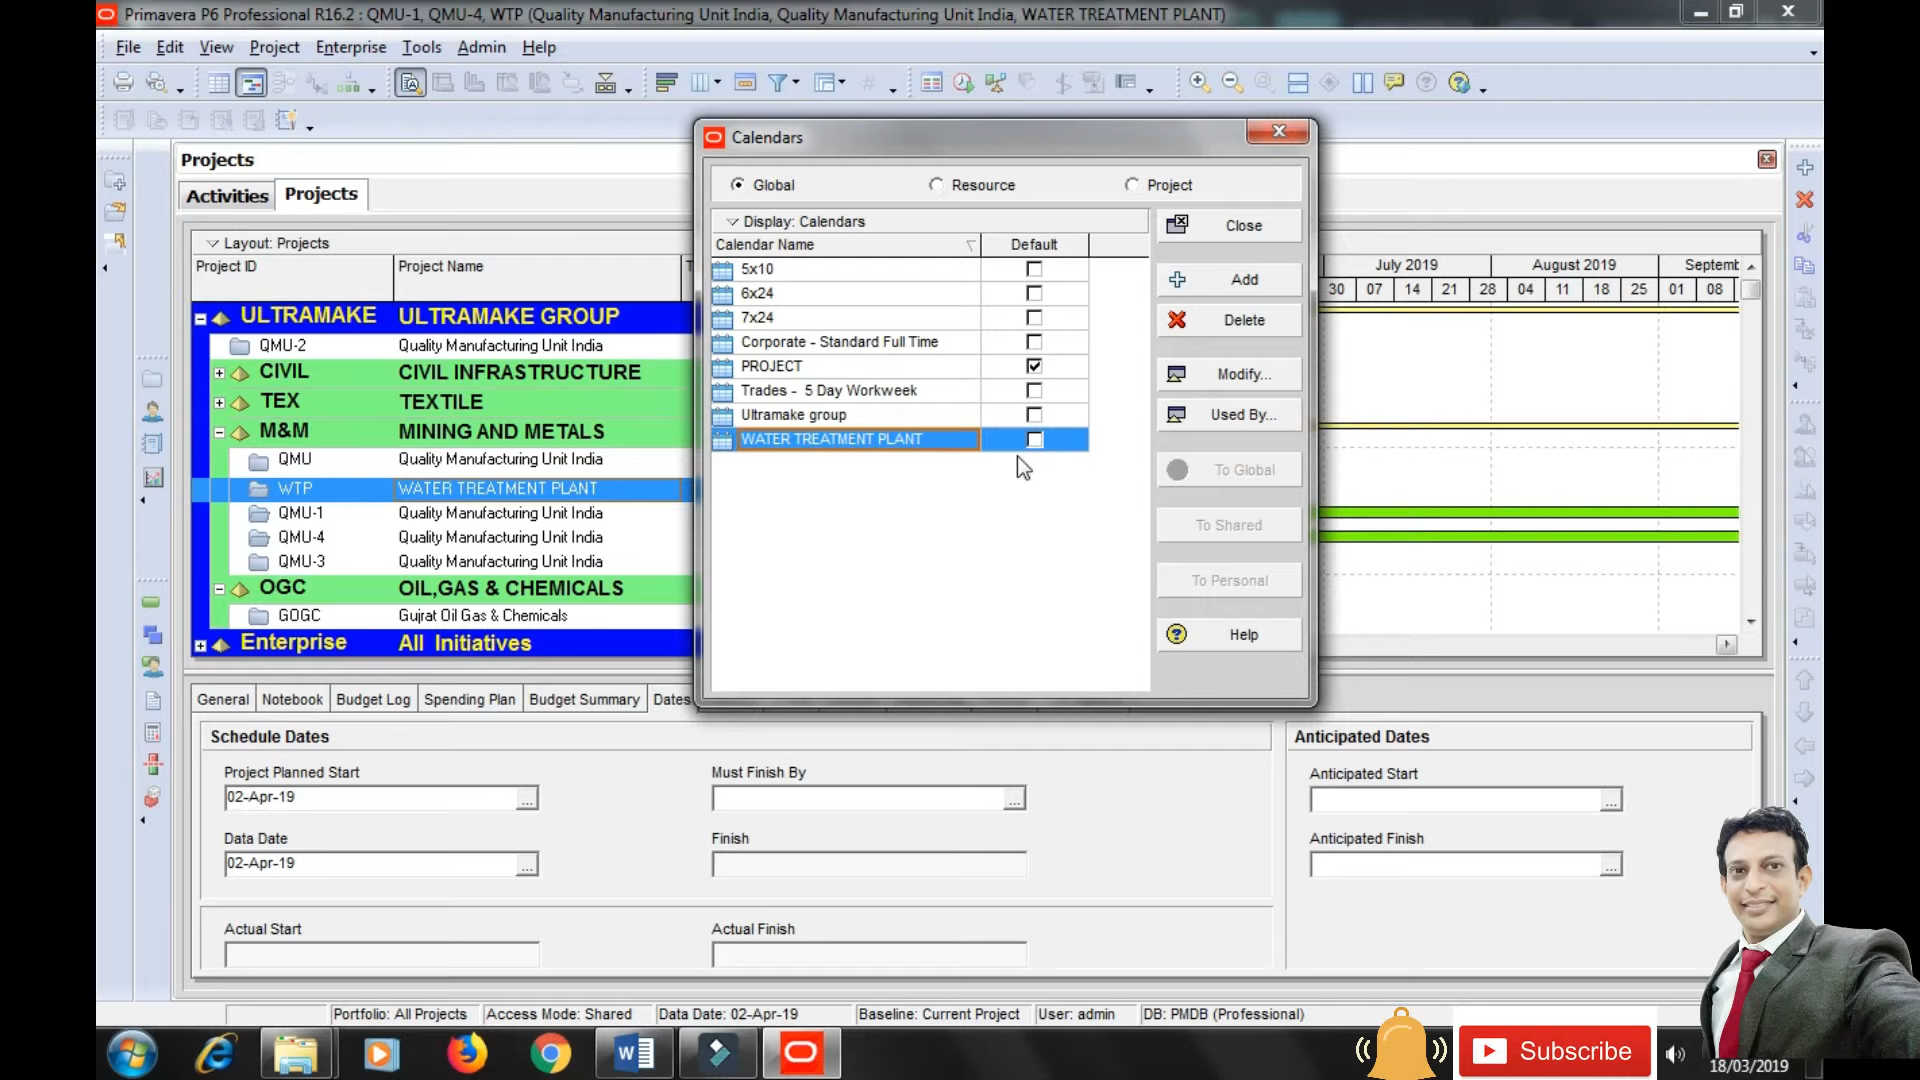 Primavera P6 Professional R16.2 : QMU-1, QMU-4, WTP (Quality Manufacturing Unit India, Quality Manufacturing Unit India, WATER TREATMENT PLANT)
File Edit View Project Enterprise Tools Admin Help
Projects
Activities Projects
Layout: Projects
Project ID Project Name
ULTRAMAKE ULTRAMAKE GROUP
QMU-2 Quality Manufacturing Unit India
CIVIL CIVIL INFRASTRUCTURE
TEX TEXTILE
M&M MINING AND METALS
QMU Quality Manufacturing Unit India
WTP WATER TREATMENT PLANT
QMU-1 Quality Manufacturing Unit India
QMU-4 Quality Manufacturing Unit India
QMU-3 Quality Manufacturing Unit India
OGC OIL,GAS & CHEMICALS
GOGC Gujrat Oil Gas & Chemicals
Enterprise All Initiatives
Calendars
Global Resource Project
Display: Calendars
Calendar Name Default
5x10
6x24
7x24
Corporate - Standard Full Time
PROJECT
Trades - 5 Day Workweek
Ultramake group
WATER TREATMENT PLANT
Close
Add
Delete
Modify...
Used By...
To Global
To Shared
To Personal
Help
July 2019 August 2019 Septemt
30 07 14 21 28 04 11 18 25 01 08
General Notebook Budget Log Spending Plan Budget Summary Dates
Schedule Dates
Project Planned Start
02-Apr-19
Must Finish By
Data Date
02-Apr-19
Finish
Actual Start
Actual Finish
Anticipated Dates
Anticipated Start
Anticipated Finish
Portfolio: All Projects Access Mode: Shared Data Date: 02-Apr-19 Baseline: Current Project User: admin DB: PMDB (Professional)
Subscribe
18/03/2019